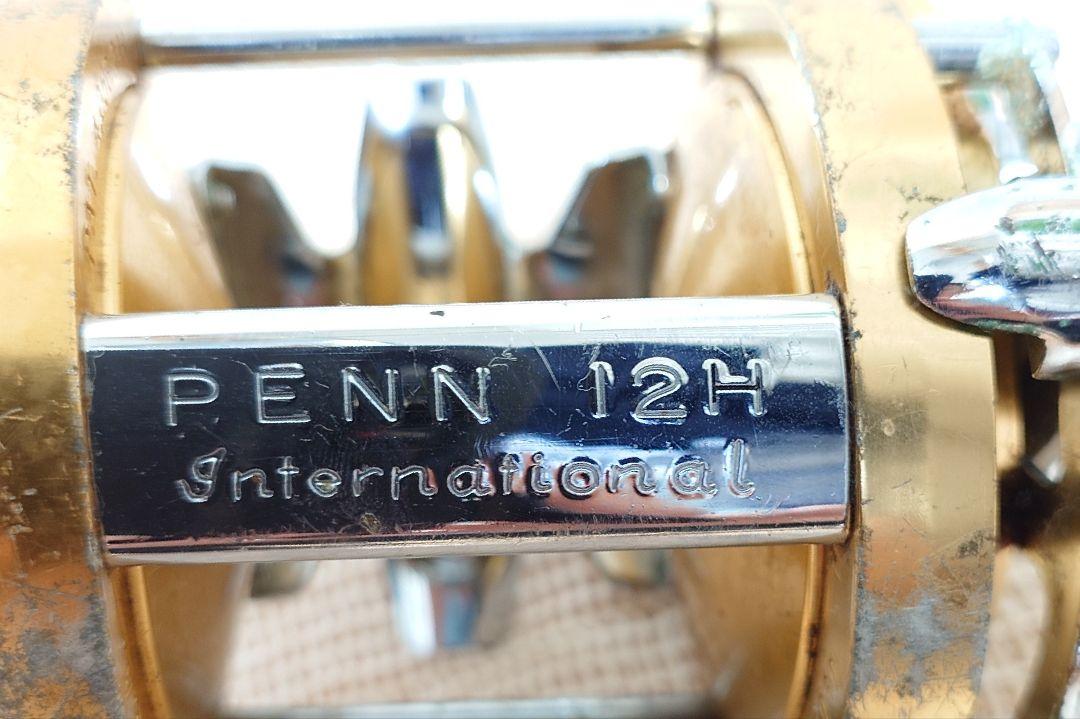 PENN 12H
International